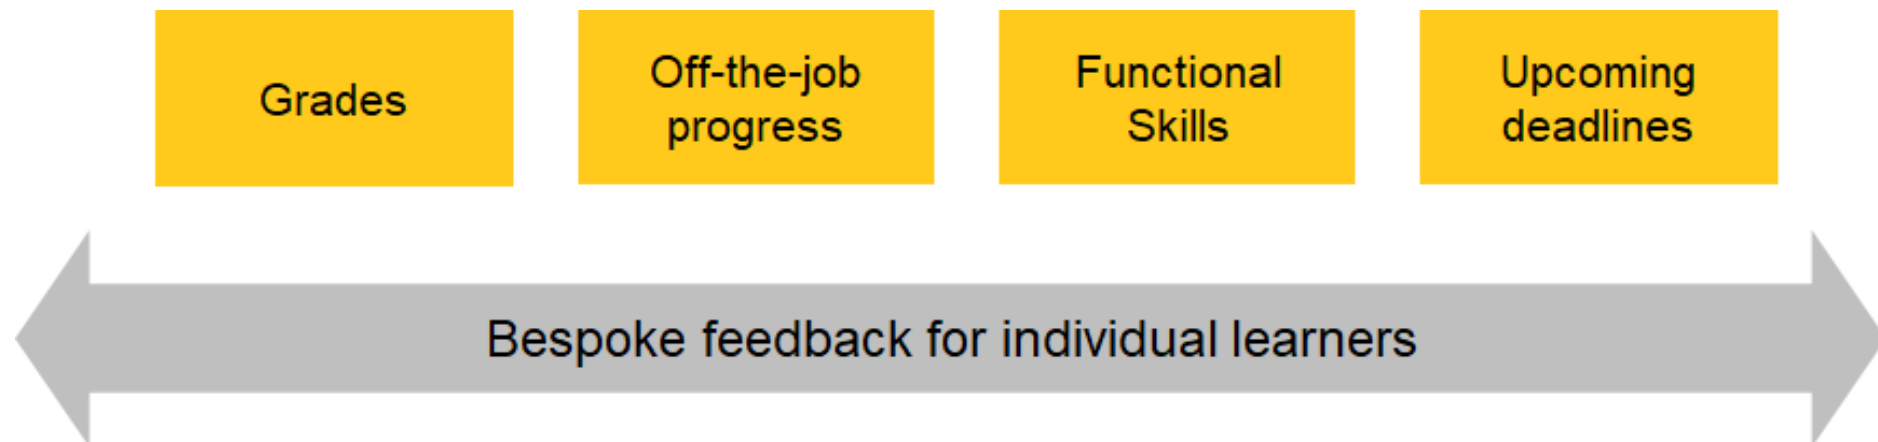 Grades
Off-the-job
progress
Functional
Skills
Upcoming
deadlines
Bespoke feedback for individual learners